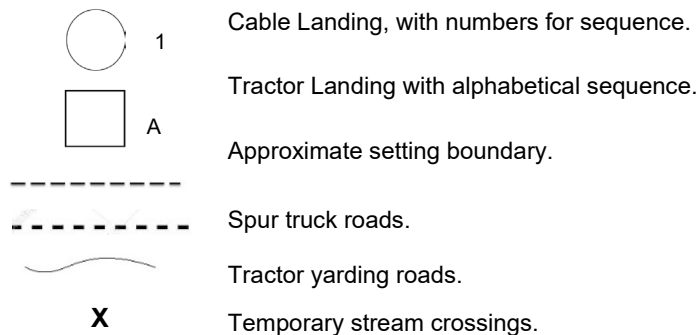 1 Cable Landing, with numbers for sequence.
Tractor Landing with alphabetical sequence.
A
Approximate setting boundary.
Spur truck roads.
Tractor yarding roads.
X Temporary stream crossings.